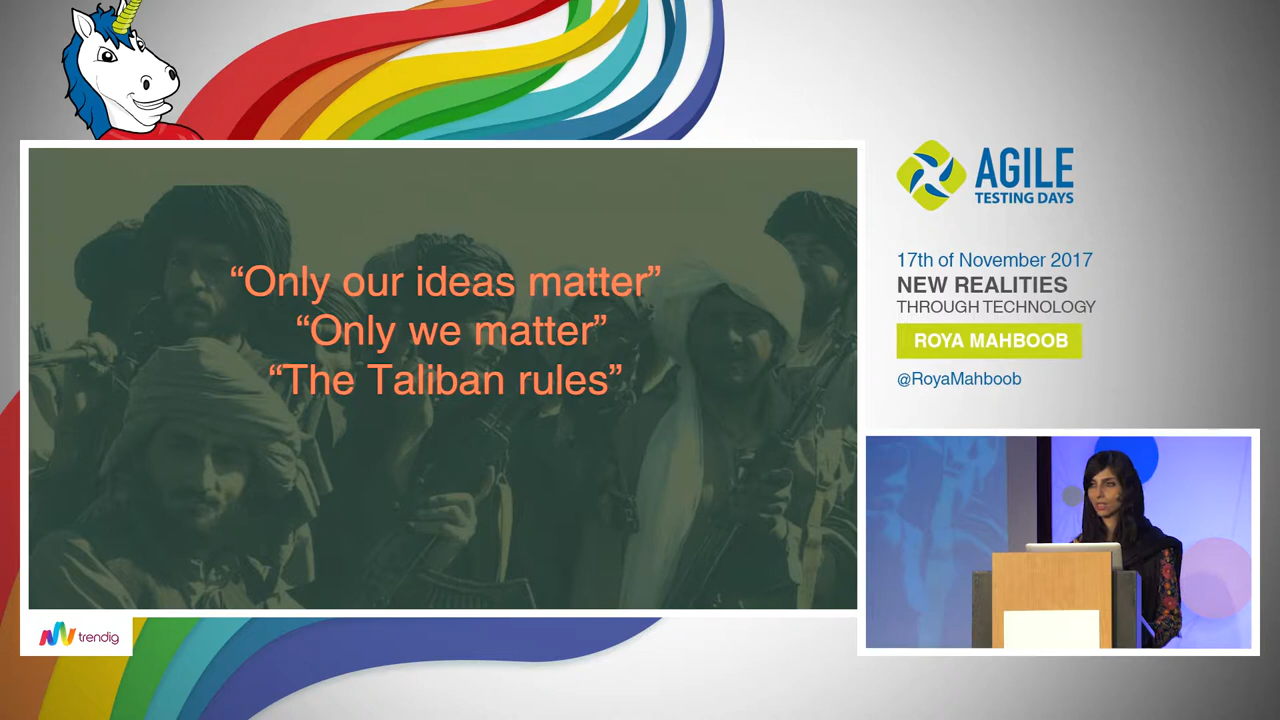 “Only our ideas matter”
“Only we matter”
“The Taliban rules”
AGILE
TESTING DAYS
17th of November 2017
NEW REALITIES
THROUGH TECHNOLOGY
ROYA MAHBOOB
@RoyaMahboob
trendig